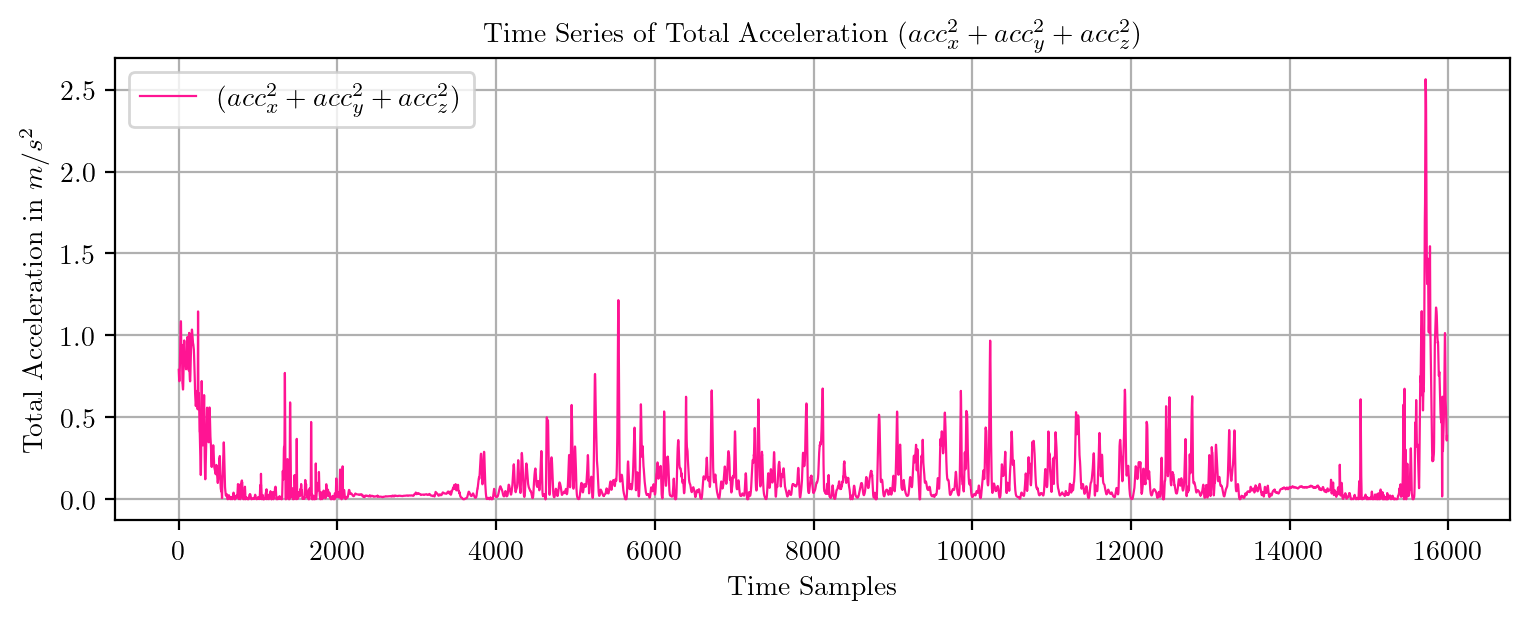 Time Series of Total Acceleration $(acc_x^2 + acc_y^2 + acc_z^2)$
$(acc_x^2 + acc_y^2 + acc_z^2)$
Total Acceleration in $m/s^2$
2.5
2.0
1.5
1.0
0.5
0.0
0 2000 4000 6000 8000 10000 12000 14000 16000
Time Samples